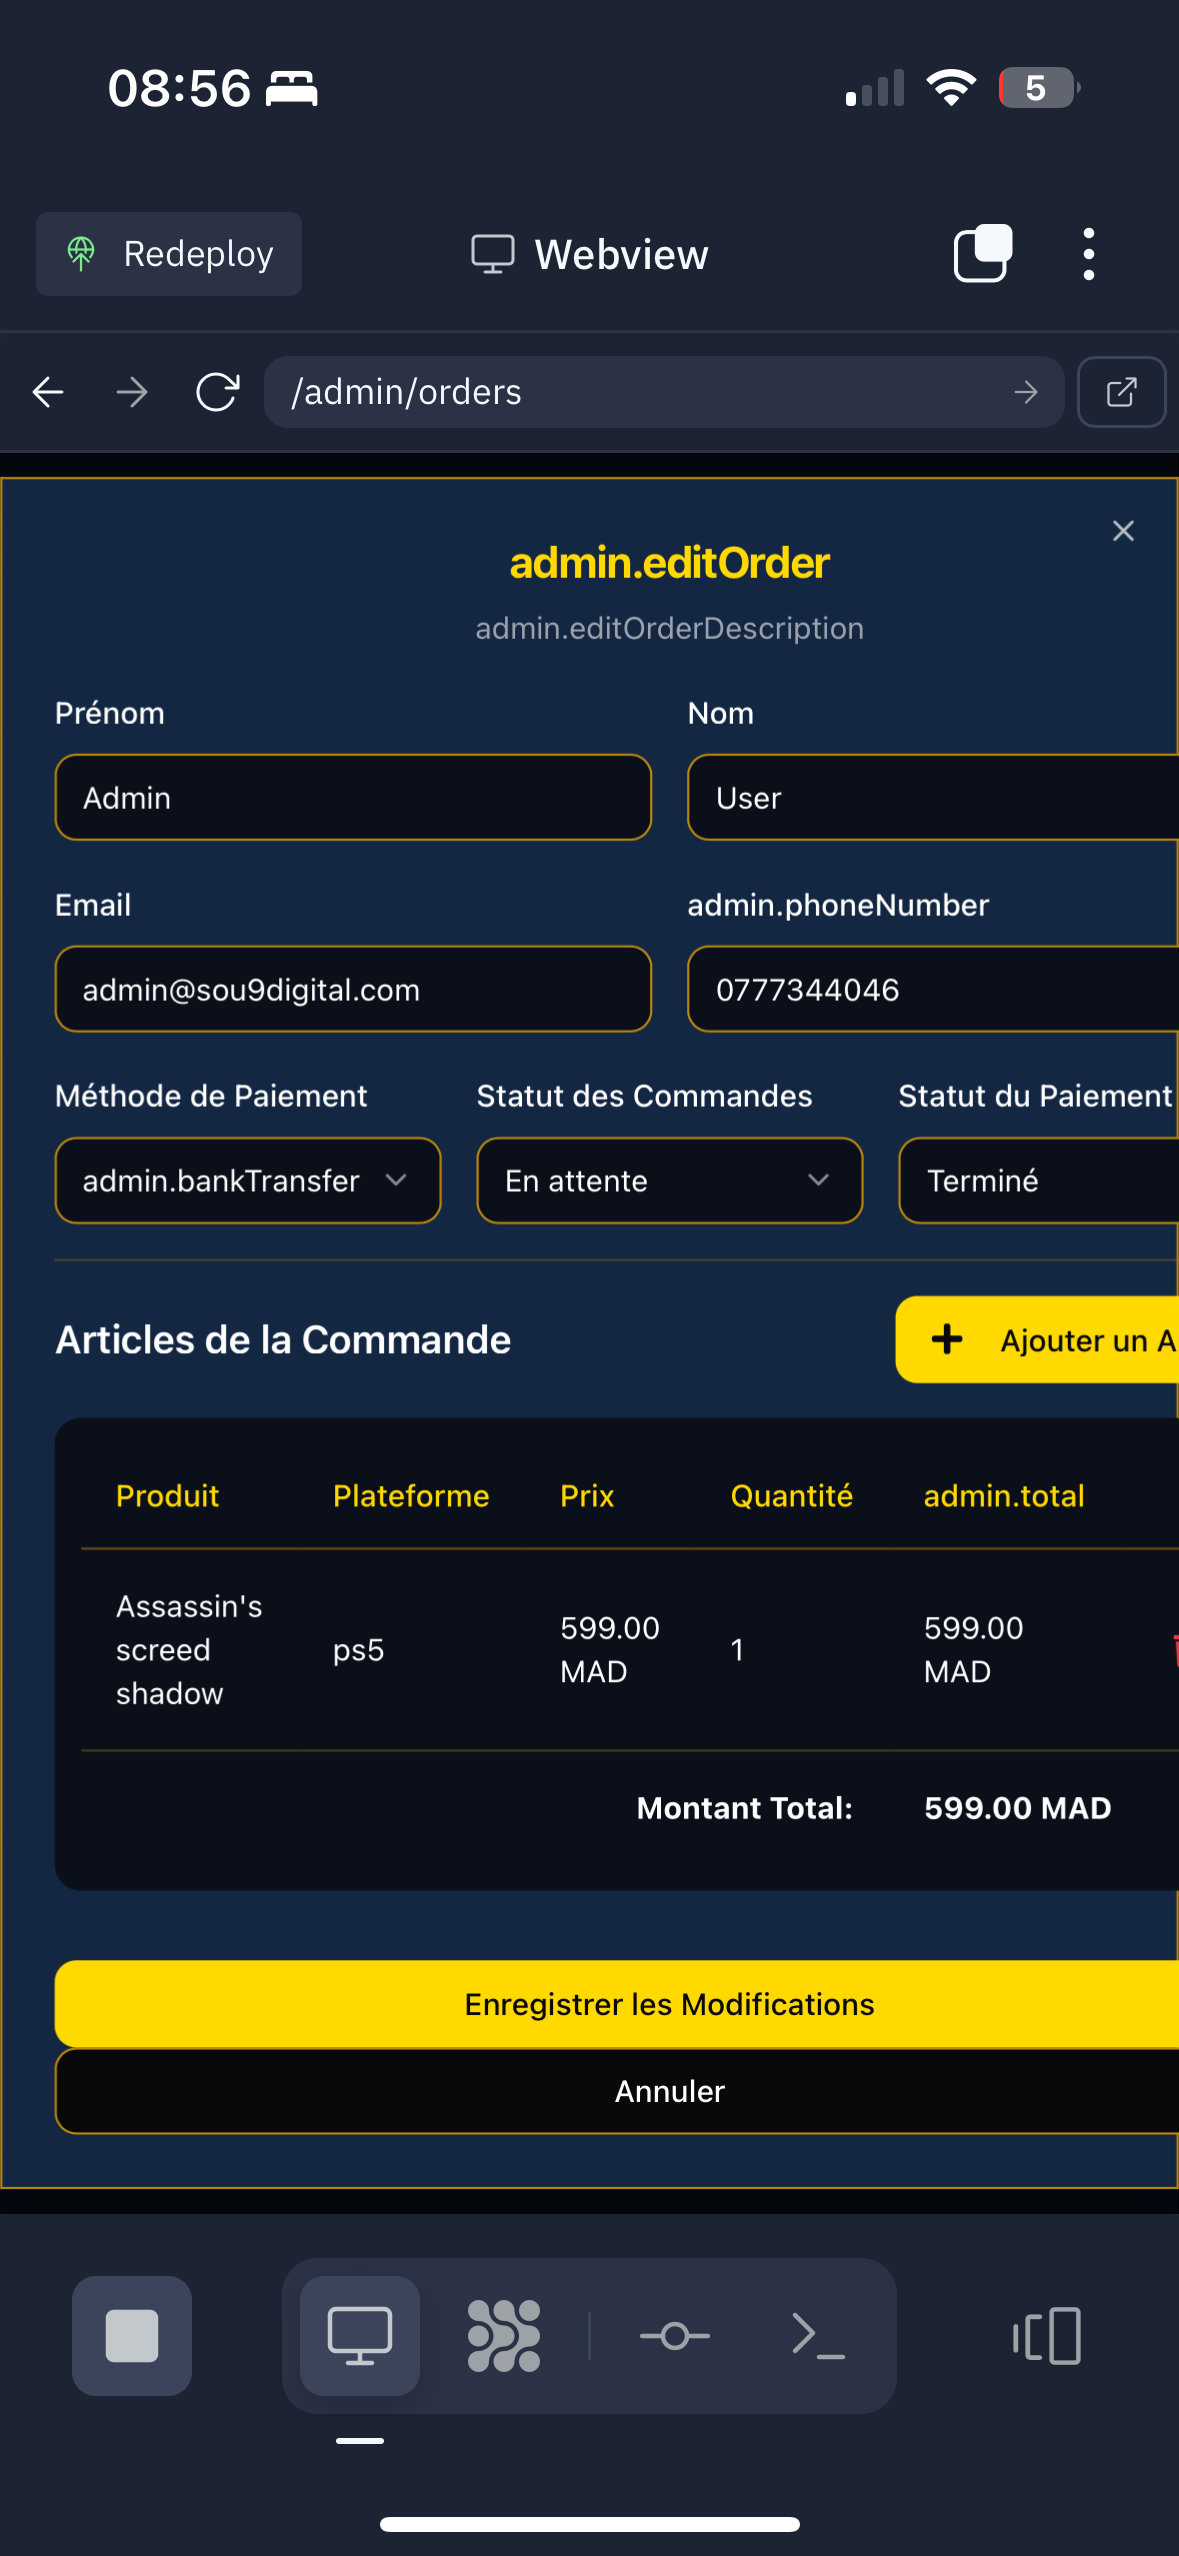 08:56
5
Redeploy
Webview
/admin/orders
admin.editOrder
admin.editOrderDescription
Prénom
Nom
Admin
User
Email
admin.phoneNumber
admin@sou9digital.com
0777344046
Méthode de Paiement
Statut des Commandes
Statut du Paiement
admin.bankTransfer
En attente
Terminé
Articles de la Commande
Ajouter un A
Produit
Plateforme
Prix
Quantité
admin.total
Assassin's
screed
shadow
ps5
599.00
MAD
1
599.00
MAD
Montant Total:
599.00 MAD
Enregistrer les Modifications
Annuler